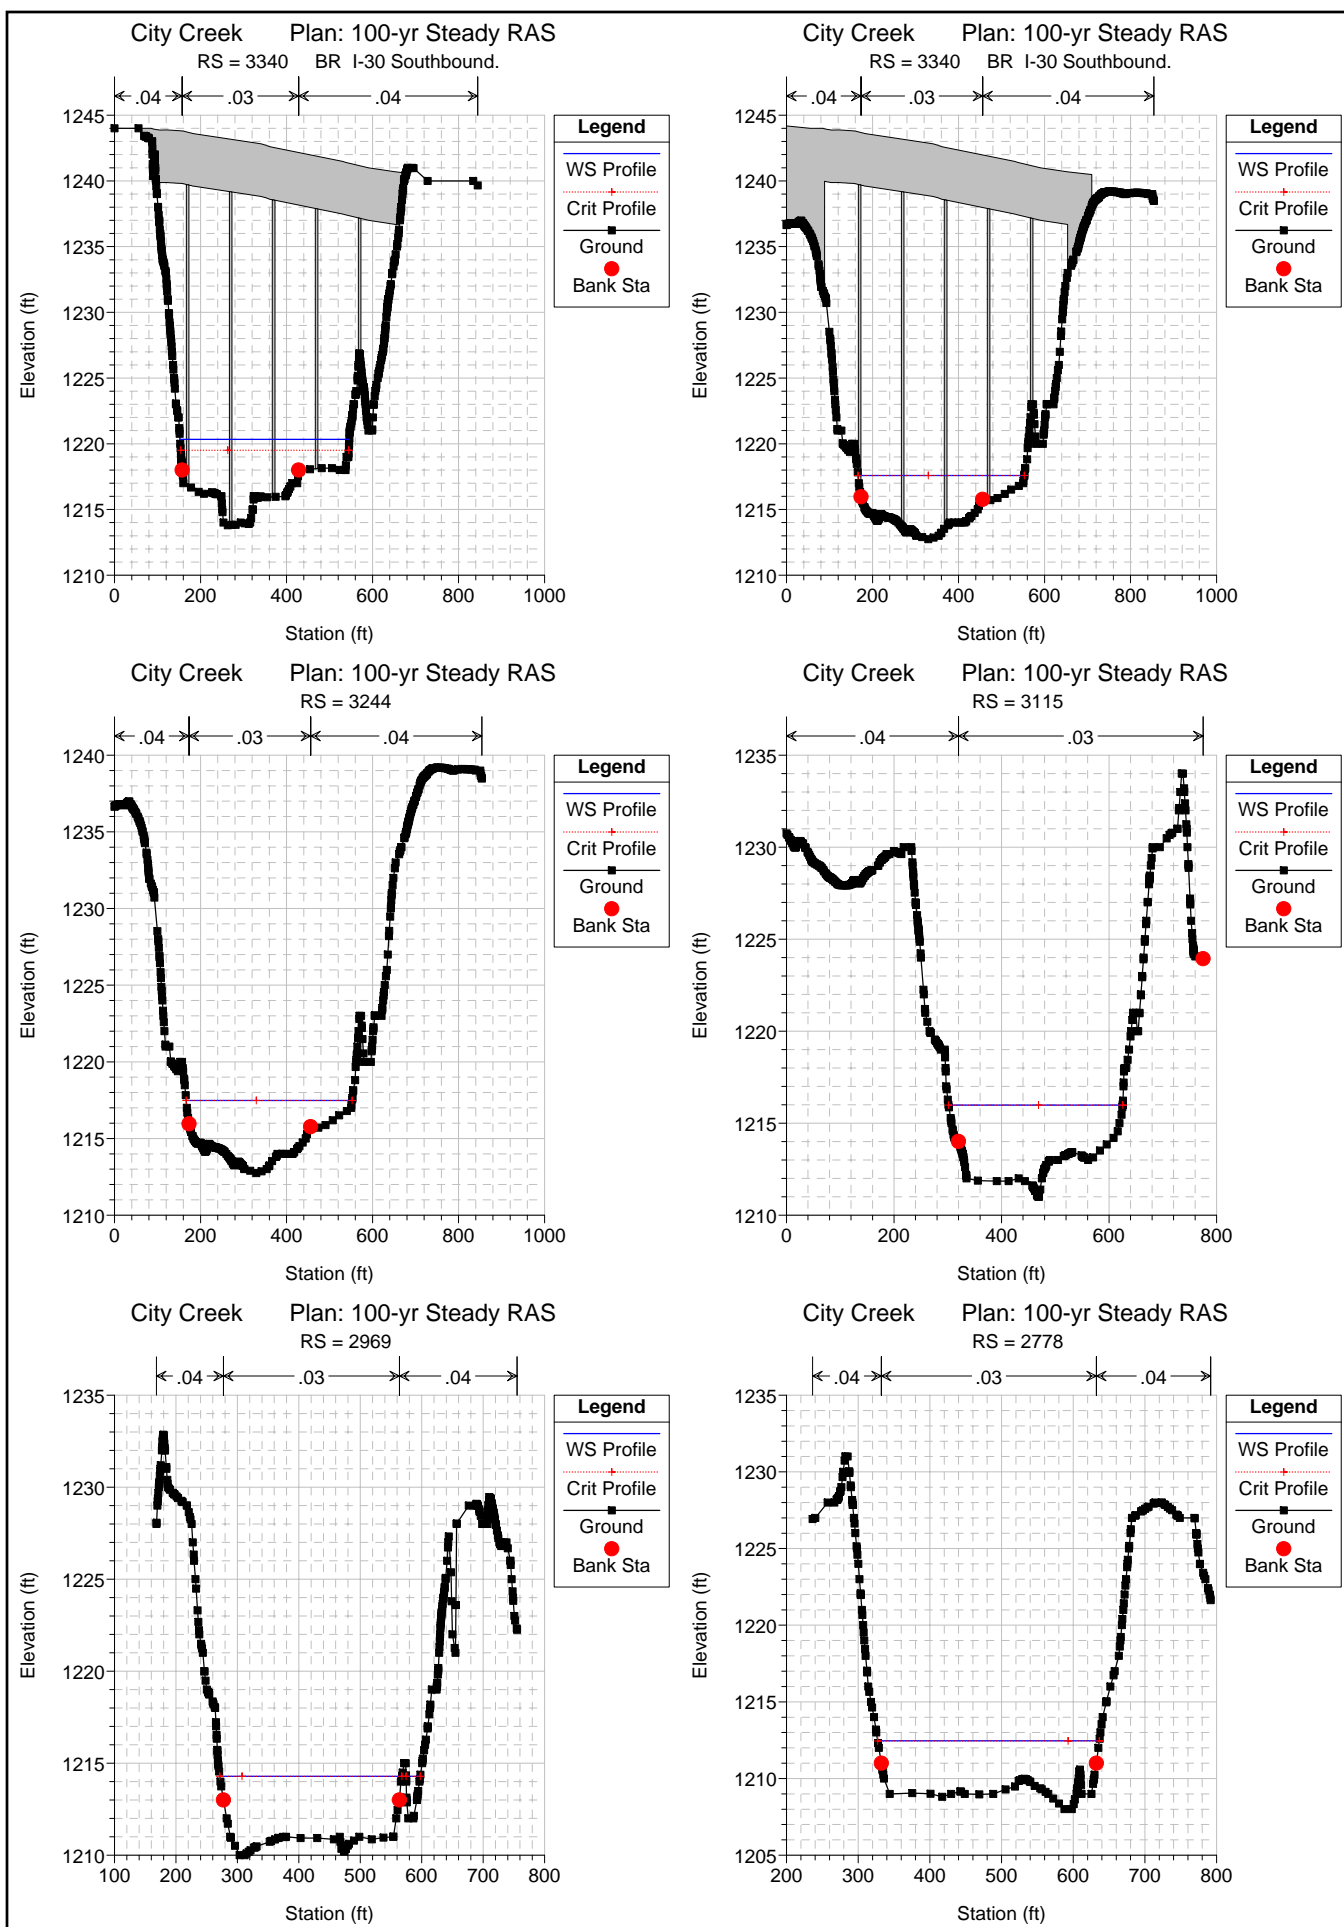 City Creek Plan: 100-yr Steady RAS
RS = 3340 BR I-30 Southbound.
.04 .03 .04
1245
1240
1235
1230
1225
1220
1215
1210
Elevation (ft)
0 200 400 600 800 1000
Station (ft)
Legend
WS Profile
Crit Profile
Ground
Bank Sta
City Creek Plan: 100-yr Steady RAS
RS = 3340 BR I-30 Southbound.
.04 .03 .04
1245
1240
1235
1230
1225
1220
1215
1210
Elevation (ft)
0 200 400 600 800 1000
Station (ft)
Legend
WS Profile
Crit Profile
Ground
Bank Sta
City Creek Plan: 100-yr Steady RAS
RS = 3244
.04 .03 .04
1240
1235
1230
1225
1220
1215
1210
Elevation (ft)
0 200 400 600 800 1000
Station (ft)
Legend
WS Profile
Crit Profile
Ground
Bank Sta
City Creek Plan: 100-yr Steady RAS
RS = 3115
.04 .03
1235
1230
1225
1220
1215
1210
Elevation (ft)
0 200 400 600 800
Station (ft)
Legend
WS Profile
Crit Profile
Ground
Bank Sta
City Creek Plan: 100-yr Steady RAS
RS = 2969
.04 .03 .04
1235
1230
1225
1220
1215
1210
Elevation (ft)
100 200 300 400 500 600 700 800
Station (ft)
Legend
WS Profile
Crit Profile
Ground
Bank Sta
City Creek Plan: 100-yr Steady RAS
RS = 2778
.04 .03 .04
1235
1230
1225
1220
1215
1210
1205
Elevation (ft)
200 300 400 500 600 700 800
Station (ft)
Legend
WS Profile
Crit Profile
Ground
Bank Sta